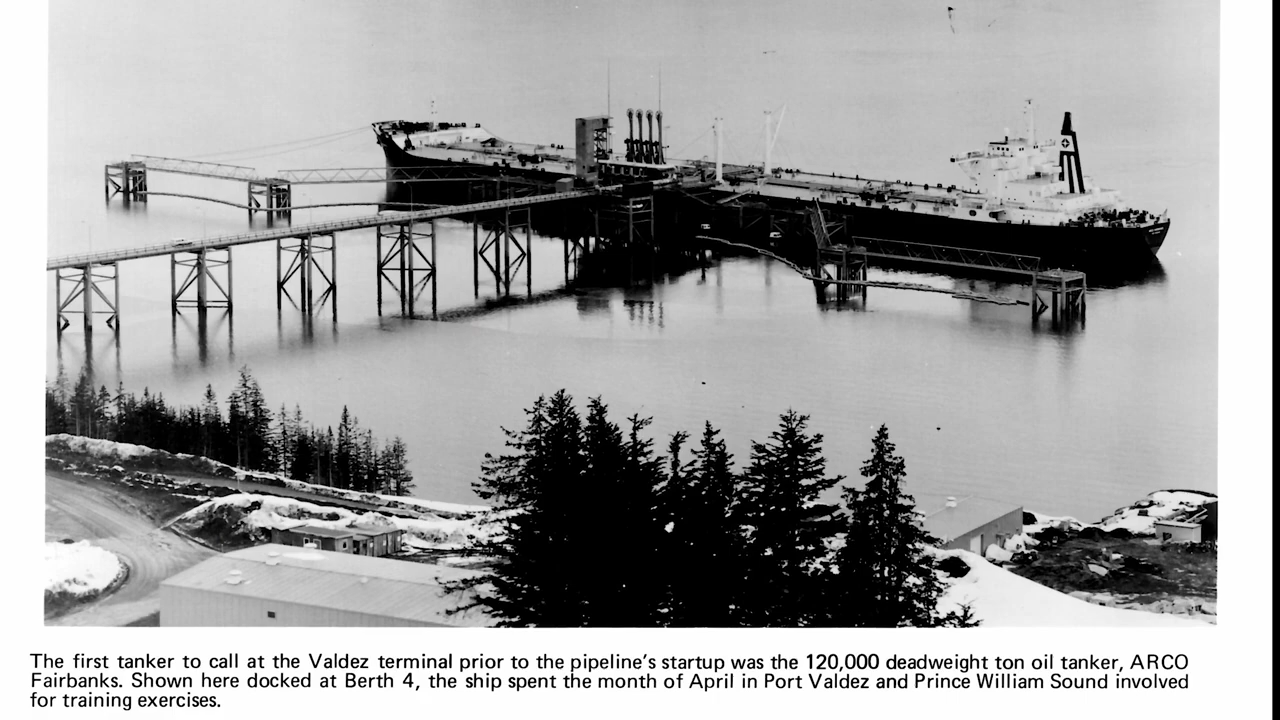 The first tanker to call at the Valdez terminal prior to the pipeline's startup was the 120,000 deadweight ton oil tanker, ARCO
Fairbanks. Shown here docked at Berth 4, the ship spent the month of April in Port Valdez and Prince William Sound involved
for training exercises.